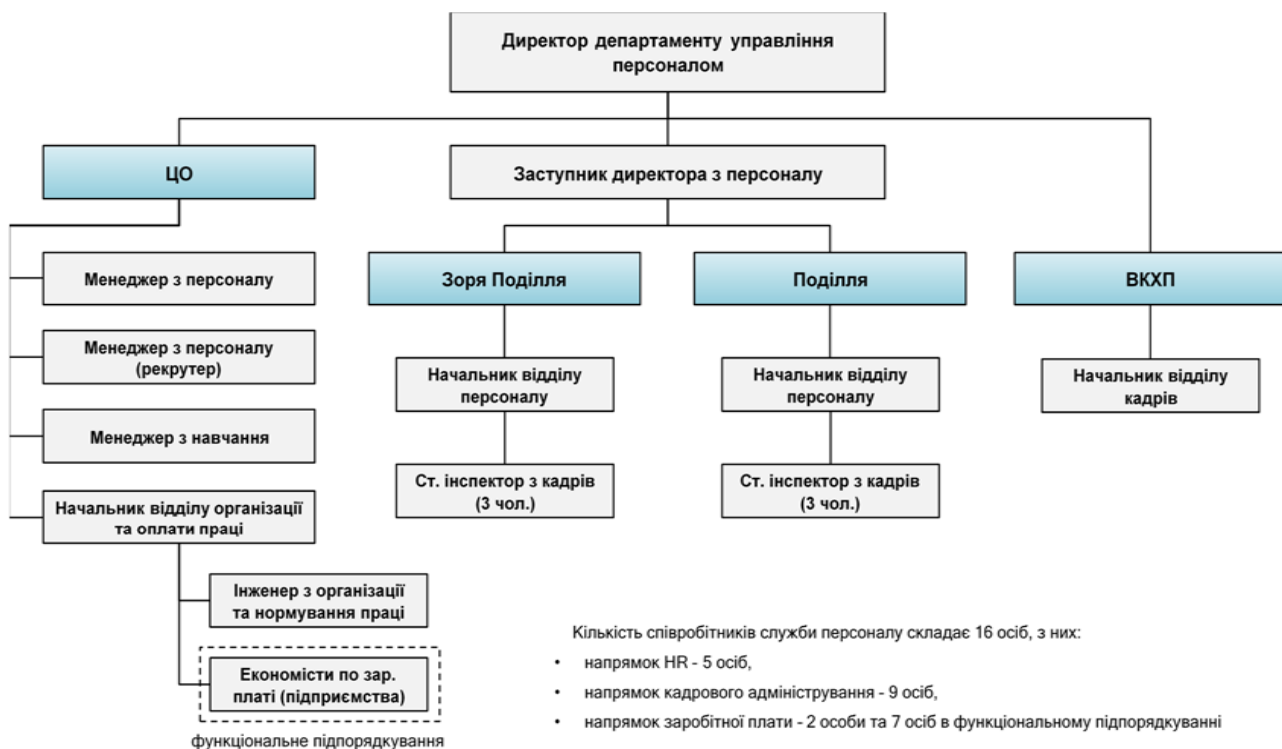 Директор департаменту управління
персоналом
ЦО
Заступник директора з персоналу
Менеджер з персоналу
Зоря Поділля
Поділля
ВКХП
Менеджер з персоналу
(рекрутер)
Начальник відділу
персоналу
Начальник відділу
персоналу
Начальник відділу
кадрів
Менеджер з навчання
Ст. інспектор з кадрів
(3 чол.)
Ст. інспектор з кадрів
(3 чол.)
Начальник відділу організації
та оплати праці
Інженер з організації
та нормування праці
Економісти по зар.
платі (підприємства)
функціональне підпорядкування
Кількість співробітників служби персоналу складає 16 осіб, з них:
• напрямок HR - 5 осіб,
• напрямок кадрового адміністрування - 9 осіб,
• напрямок заробітної плати - 2 особи та 7 осіб в функціональному підпорядкуванні